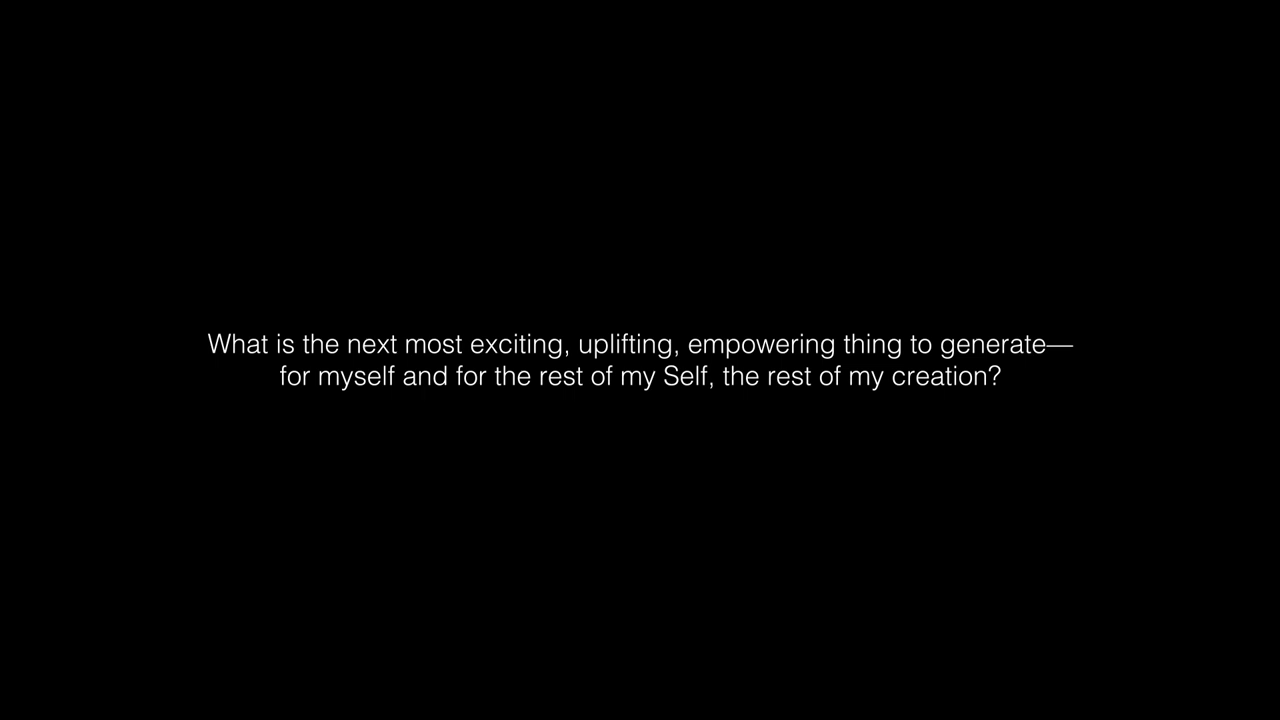 What is the next most exciting, uplifting, empowering thing to generate—
for myself and for the rest of my Self, the rest of my creation?